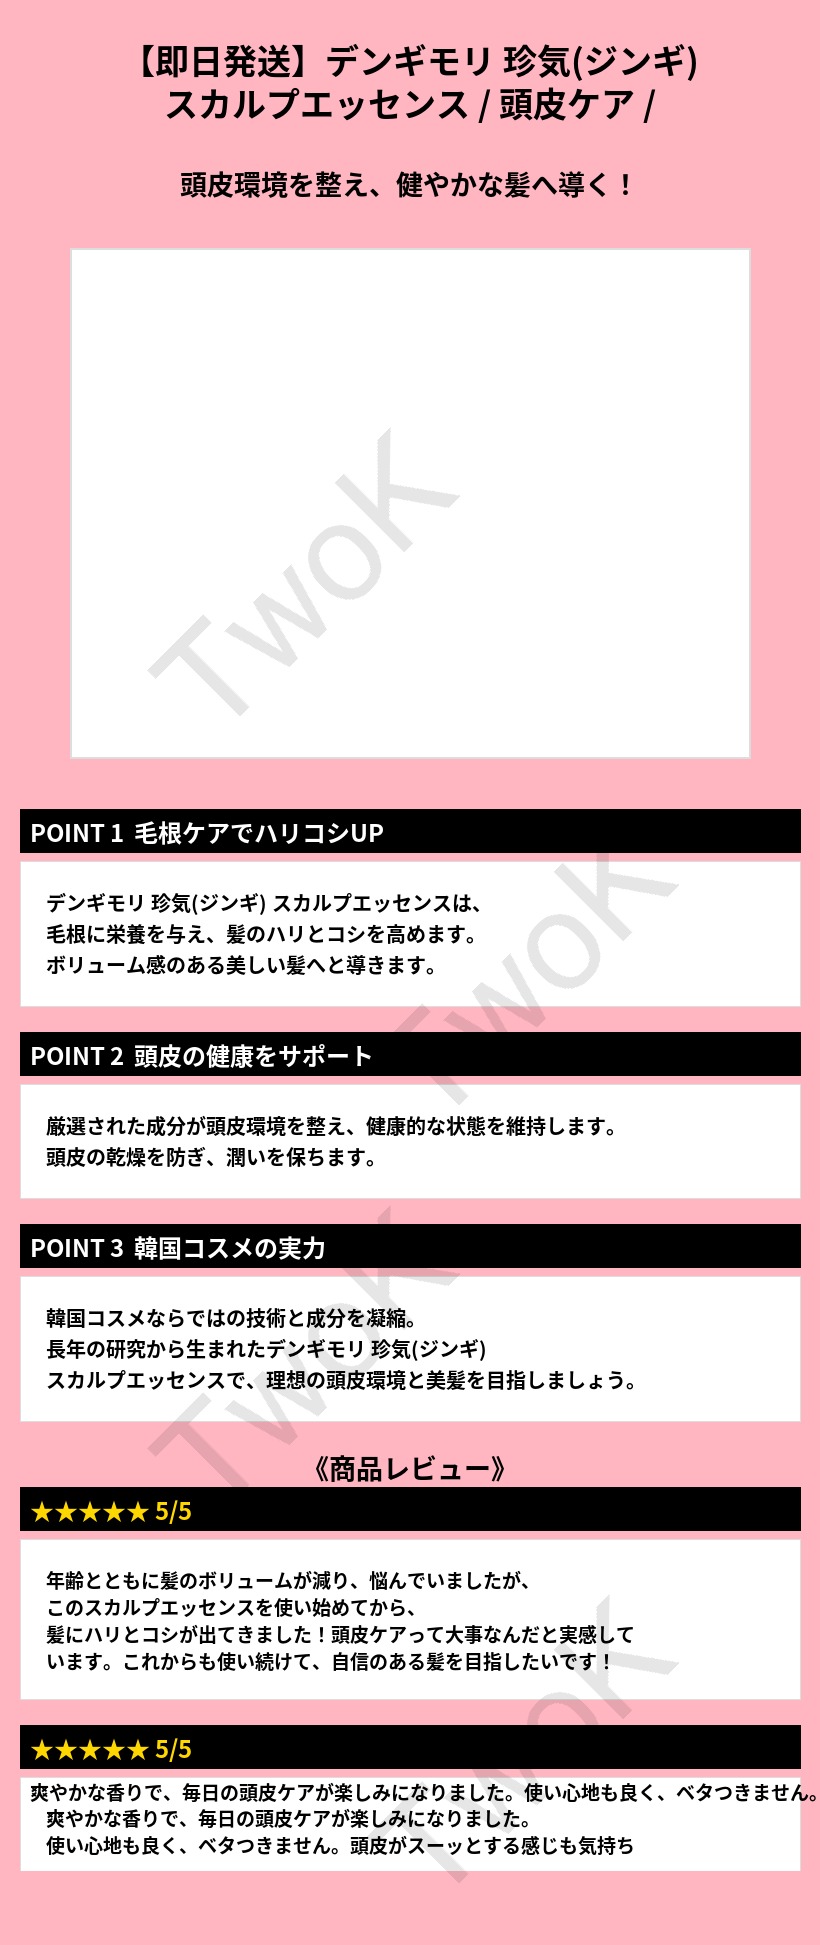 【即日発送】デンギモリ 珍気(ジンギ)
スカルプエッセンス / 頭皮ケア /
頭皮環境を整え、健やかな髪へ導く！
TwoK
POINT 1 毛根ケアでハリコシUP
デンギモリ 珍気(ジンギ) スカルプエッセンスは、
毛根に栄養を与え、髪のハリとコシを高めます。
ボリューム感のある美しい髪へと導きます。
TwoK
POINT 2 頭皮の健康をサポート
厳選された成分が頭皮環境を整え、健康的な状態を維持します。
頭皮の乾燥を防ぎ、潤いを保ちます。
POINT 3 韓国コスメの実力
韓国コスメならではの技術と成分を凝縮。
長年の研究から生まれたデンギモリ 珍気(ジンギ)
スカルプエッセンスで、理想の頭皮環境と美髪を目指しましょう。
TwoK
《商品レビュー》
★★★★★ 5/5
年齢とともに髪のボリュームが減り、悩んでいましたが、
このスカルプエッセンスを使い始めてから、
髪にハリとコシが出てきました！頭皮ケアって大事なんだと実感して
います。これからも使い続けて、自信のある髪を目指したいです！
TwoK
★★★★★ 5/5
爽やかな香りで、毎日の頭皮ケアが楽しみになりました。使い心地も良く、ベタつきません。
爽やかな香りで、毎日の頭皮ケアが楽しみになりました。
使い心地も良く、ベタつきません。頭皮がスーッとする感じも気持ち